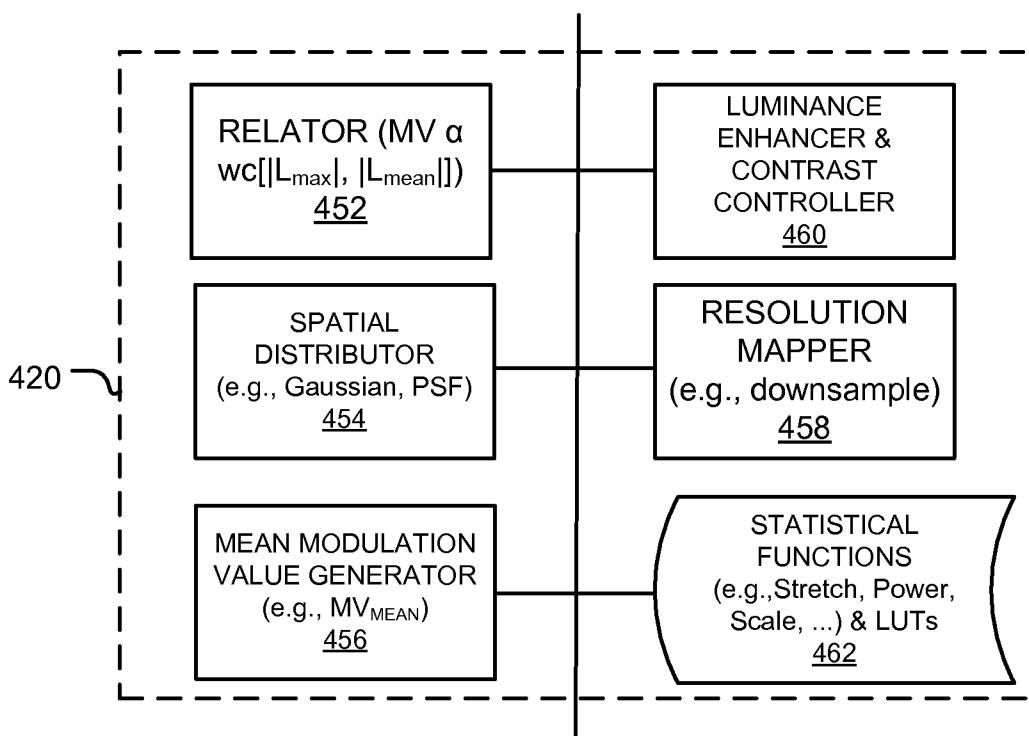 RELATOR (MV α
wc[|Lmax|, |Lmean|])
452
LUMINANCE
ENHANCER &
CONTRAST
CONTROLLER
460
SPATIAL
DISTRIBUTOR
(e.g., Gaussian, PSF)
454
RESOLUTION
MAPPER
(e.g., downsample)
458
420
MEAN MODULATION
VALUE GENERATOR
(e.g., MVMEAN)
456
STATISTICAL
FUNCTIONS
(e.g.,Stretch, Power,
Scale, ...) & LUTs
462